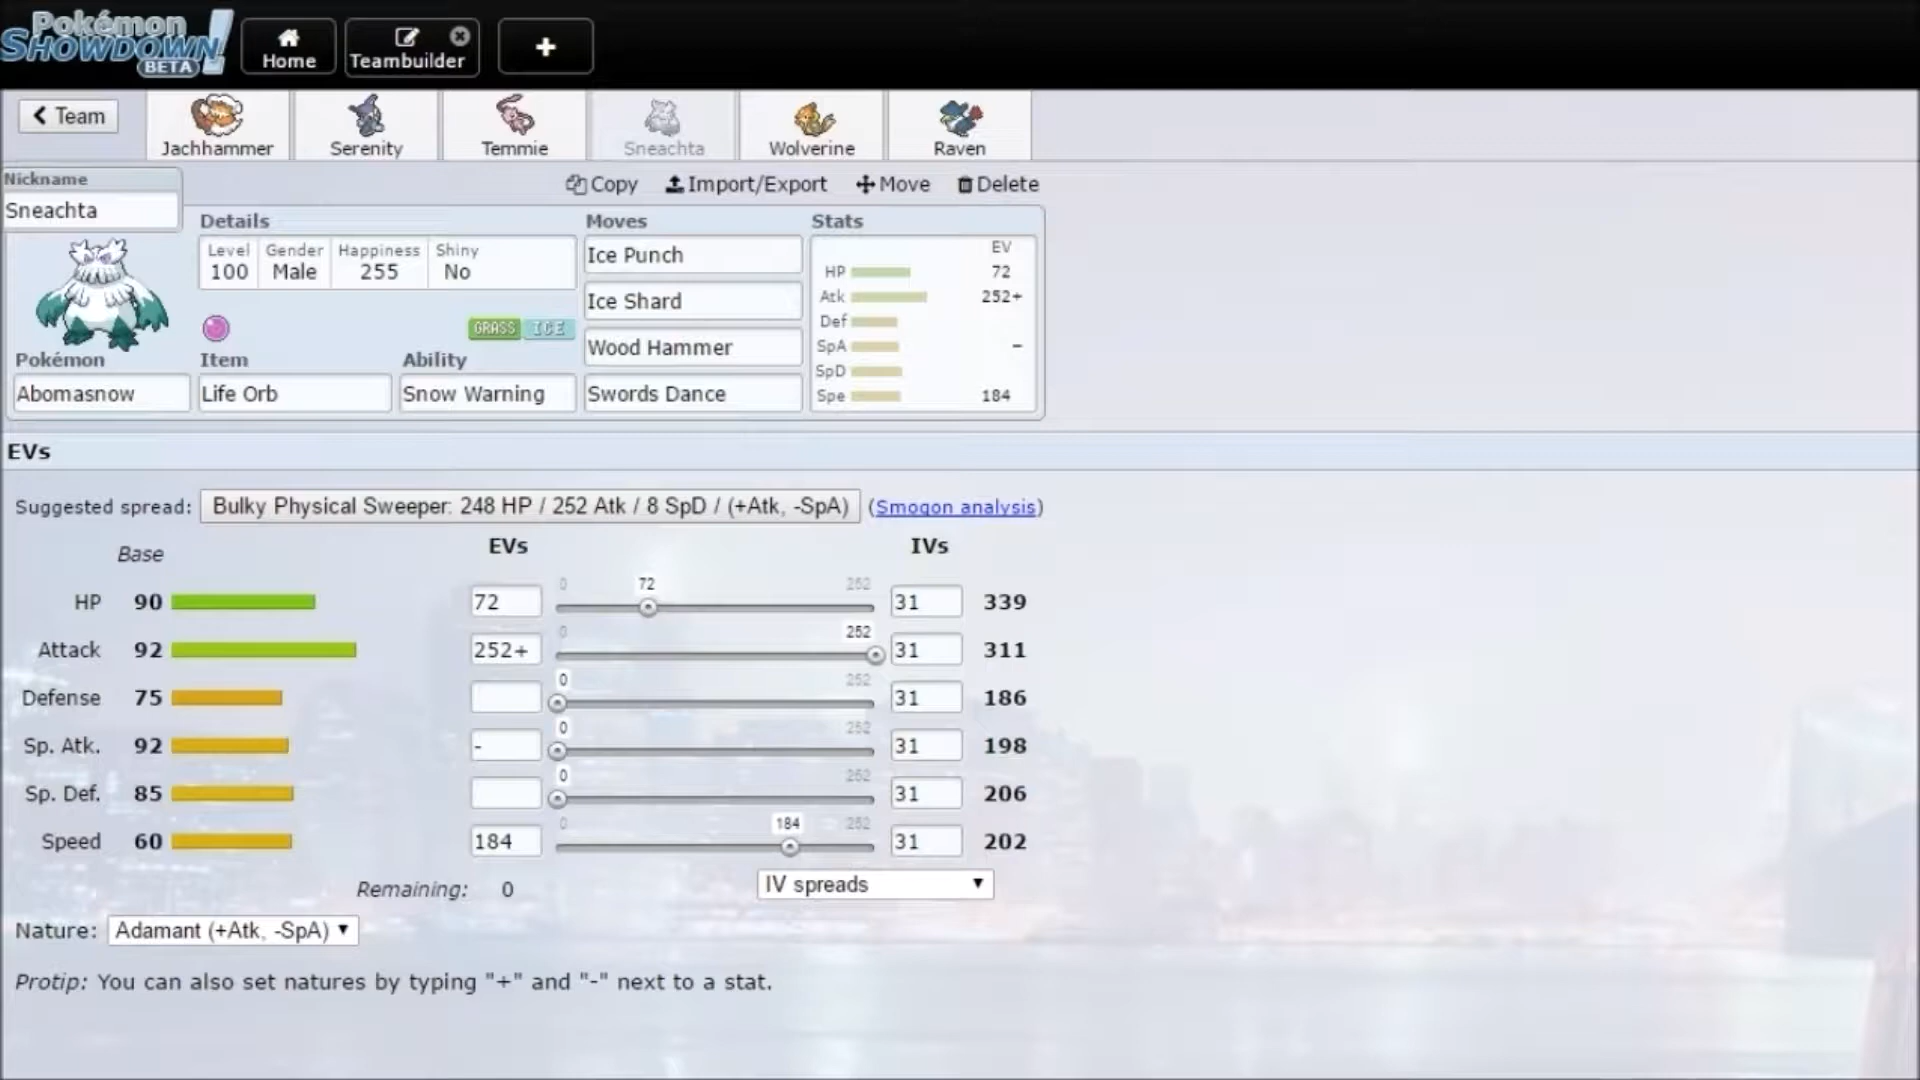 Pokémon
SHOWDOWN!
BETA
Home
Teambuilder
Team
Jachhammer
Serenity
Temmie
Sneachta
Wolverine
Raven
Copy
Import/Export
Move
Delete
Nickname
Sneachta
Details
Moves
Stats
Level
Gender
Happiness
Shiny
100
Male
255
No
GRASS ICE
Pokémon
Item
Ability
Abomasnow
Life Orb
Snow Warning
Ice Punch
Ice Shard
Wood Hammer
Swords Dance
EV
HP 72
Atk 252+
Def
SpA −
SpD
Spe 184
EVs
Suggested spread: Bulky Physical Sweeper: 248 HP / 252 Atk / 8 SpD / (+Atk, -SpA) (Smogon analysis)
Base EVs IVs
0 72 252
HP 90 72 31 339
0 252
Attack 92 252+ 31 311
0 252
Defense 75 31 186
0 252
Sp. Atk. 92 - 31 198
0 252
Sp. Def. 85 31 206
0 184 252
Speed 60 184 31 202
Remaining: 0 IV spreads
Nature: Adamant (+Atk, -SpA)
Protip: You can also set natures by typing "+" and "-" next to a stat.